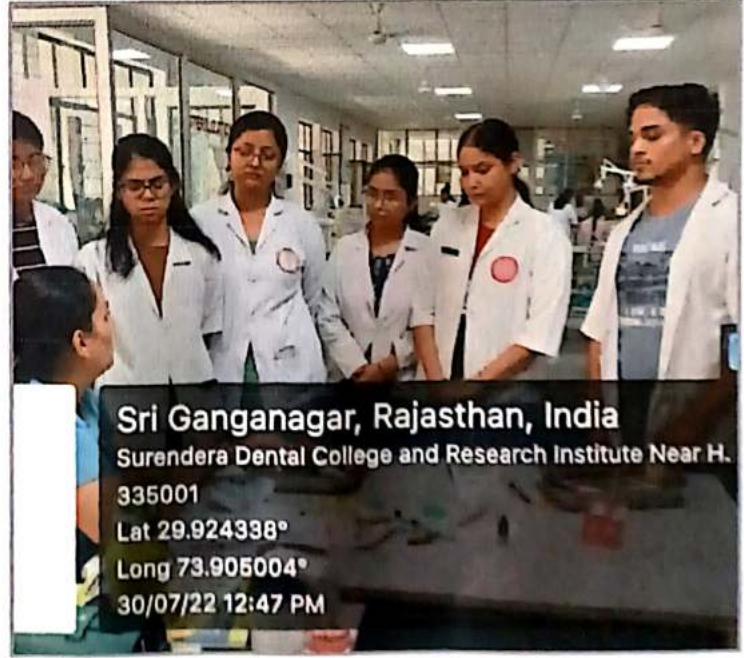 Sri Ganganagar, Rajasthan, India
Surendera Dental College and Research Institute Near H.
335001
Lat 29.924338°
Long 73.905004°
30/07/22 12:47 PM